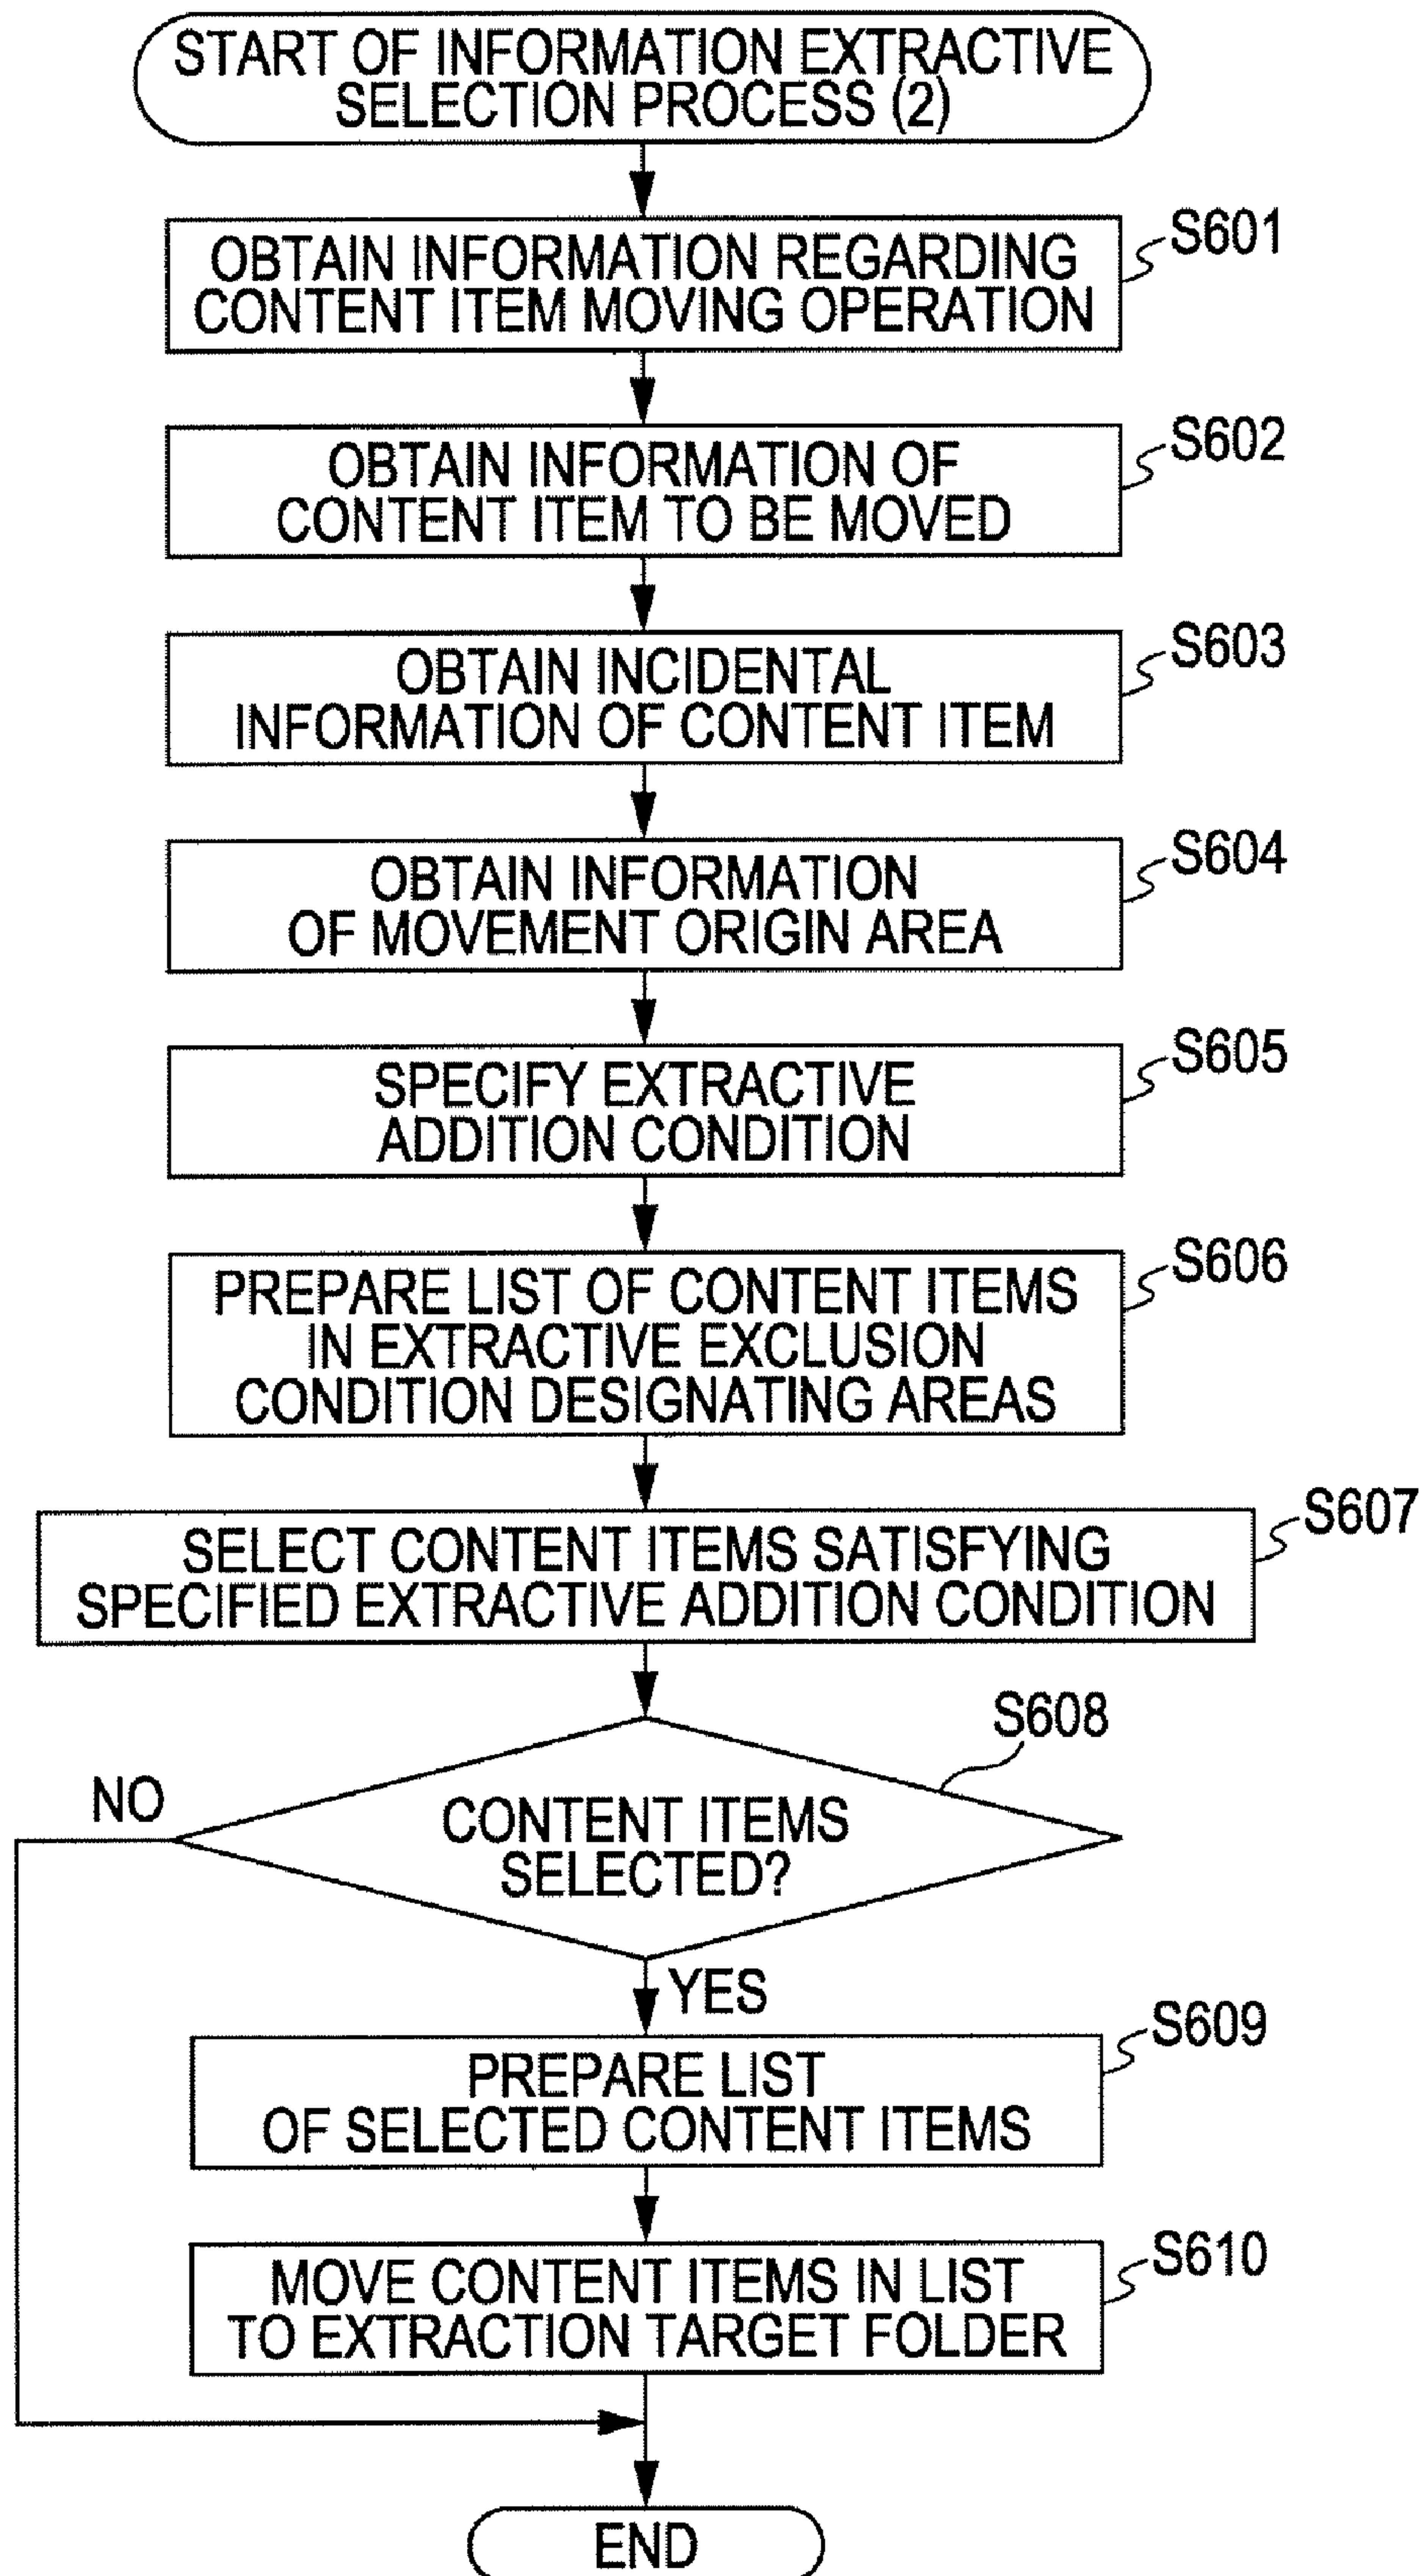 START OF INFORMATION EXTRACTIVE
SELECTION PROCESS (2)
S601
OBTAIN INFORMATION REGARDING
CONTENT ITEM MOVING OPERATION
S602
OBTAIN INFORMATION OF
CONTENT ITEM TO BE MOVED
S603
OBTAIN INCIDENTAL
INFORMATION OF CONTENT ITEM
S604
OBTAIN INFORMATION
OF MOVEMENT ORIGIN AREA
S605
SPECIFY EXTRACTIVE
ADDITION CONDITION
S606
PREPARE LIST OF CONTENT ITEMS
IN EXTRACTIVE EXCLUSION
CONDITION DESIGNATING AREAS
S607
SELECT CONTENT ITEMS SATISFYING
SPECIFIED EXTRACTIVE ADDITION CONDITION
S608
NO
CONTENT ITEMS
SELECTED?
YES
S609
PREPARE LIST
OF SELECTED CONTENT ITEMS
S610
MOVE CONTENT ITEMS IN LIST
TO EXTRACTION TARGET FOLDER
END